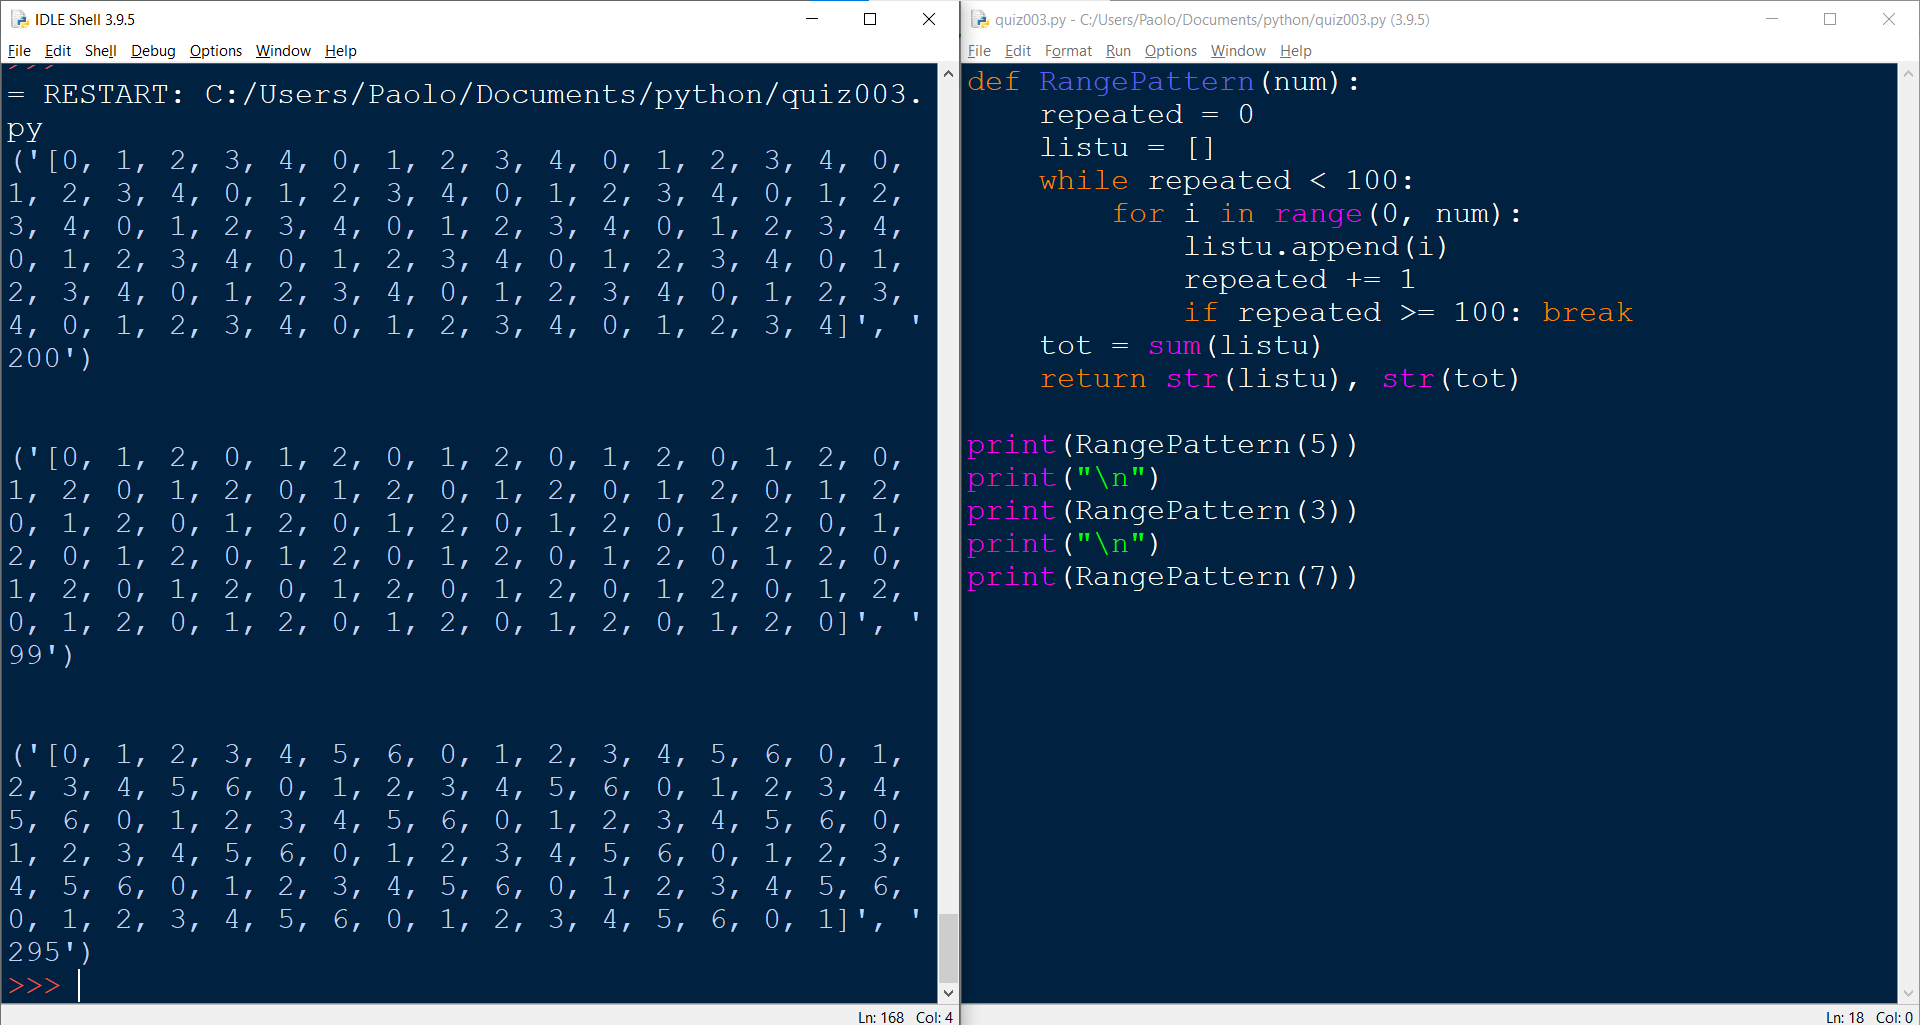 IDLE Shell 3.9.5
File Edit Shell Debug Options Window Help
>>>
= RESTART: C:/Users/Paolo/Documents/python/quiz003.
py
('[0, 1, 2, 3, 4, 0, 1, 2, 3, 4, 0, 1, 2, 3, 4, 0,
1, 2, 3, 4, 0, 1, 2, 3, 4, 0, 1, 2, 3, 4, 0, 1, 2,
3, 4, 0, 1, 2, 3, 4, 0, 1, 2, 3, 4, 0, 1, 2, 3, 4,
0, 1, 2, 3, 4, 0, 1, 2, 3, 4, 0, 1, 2, 3, 4, 0, 1,
2, 3, 4, 0, 1, 2, 3, 4, 0, 1, 2, 3, 4, 0, 1, 2, 3,
4, 0, 1, 2, 3, 4, 0, 1, 2, 3, 4, 0, 1, 2, 3, 4]', '
200')
('[0, 1, 2, 0, 1, 2, 0, 1, 2, 0, 1, 2, 0, 1, 2, 0,
1, 2, 0, 1, 2, 0, 1, 2, 0, 1, 2, 0, 1, 2, 0, 1, 2,
0, 1, 2, 0, 1, 2, 0, 1, 2, 0, 1, 2, 0, 1, 2, 0, 1,
2, 0, 1, 2, 0, 1, 2, 0, 1, 2, 0, 1, 2, 0, 1, 2, 0,
1, 2, 0, 1, 2, 0, 1, 2, 0, 1, 2, 0, 1, 2, 0, 1, 2,
0, 1, 2, 0, 1, 2, 0, 1, 2, 0, 1, 2, 0, 1, 2, 0]', '
99')
('[0, 1, 2, 3, 4, 5, 6, 0, 1, 2, 3, 4, 5, 6, 0, 1,
2, 3, 4, 5, 6, 0, 1, 2, 3, 4, 5, 6, 0, 1, 2, 3, 4,
5, 6, 0, 1, 2, 3, 4, 5, 6, 0, 1, 2, 3, 4, 5, 6, 0,
1, 2, 3, 4, 5, 6, 0, 1, 2, 3, 4, 5, 6, 0, 1, 2, 3,
4, 5, 6, 0, 1, 2, 3, 4, 5, 6, 0, 1, 2, 3, 4, 5, 6,
0, 1, 2, 3, 4, 5, 6, 0, 1, 2, 3, 4, 5, 6, 0, 1]', '
295')
>>>
Ln: 168 Col: 4
quiz003.py - C:/Users/Paolo/Documents/python/quiz003.py (3.9.5)
File Edit Format Run Options Window Help
def RangePattern(num):
    repeated = 0
    listu = []
    while repeated < 100:
        for i in range(0, num):
            listu.append(i)
            repeated += 1
            if repeated >= 100: break
    tot = sum(listu)
    return str(listu), str(tot)
print(RangePattern(5))
print("\n")
print(RangePattern(3))
print("\n")
print(RangePattern(7))
Ln: 18 Col: 0